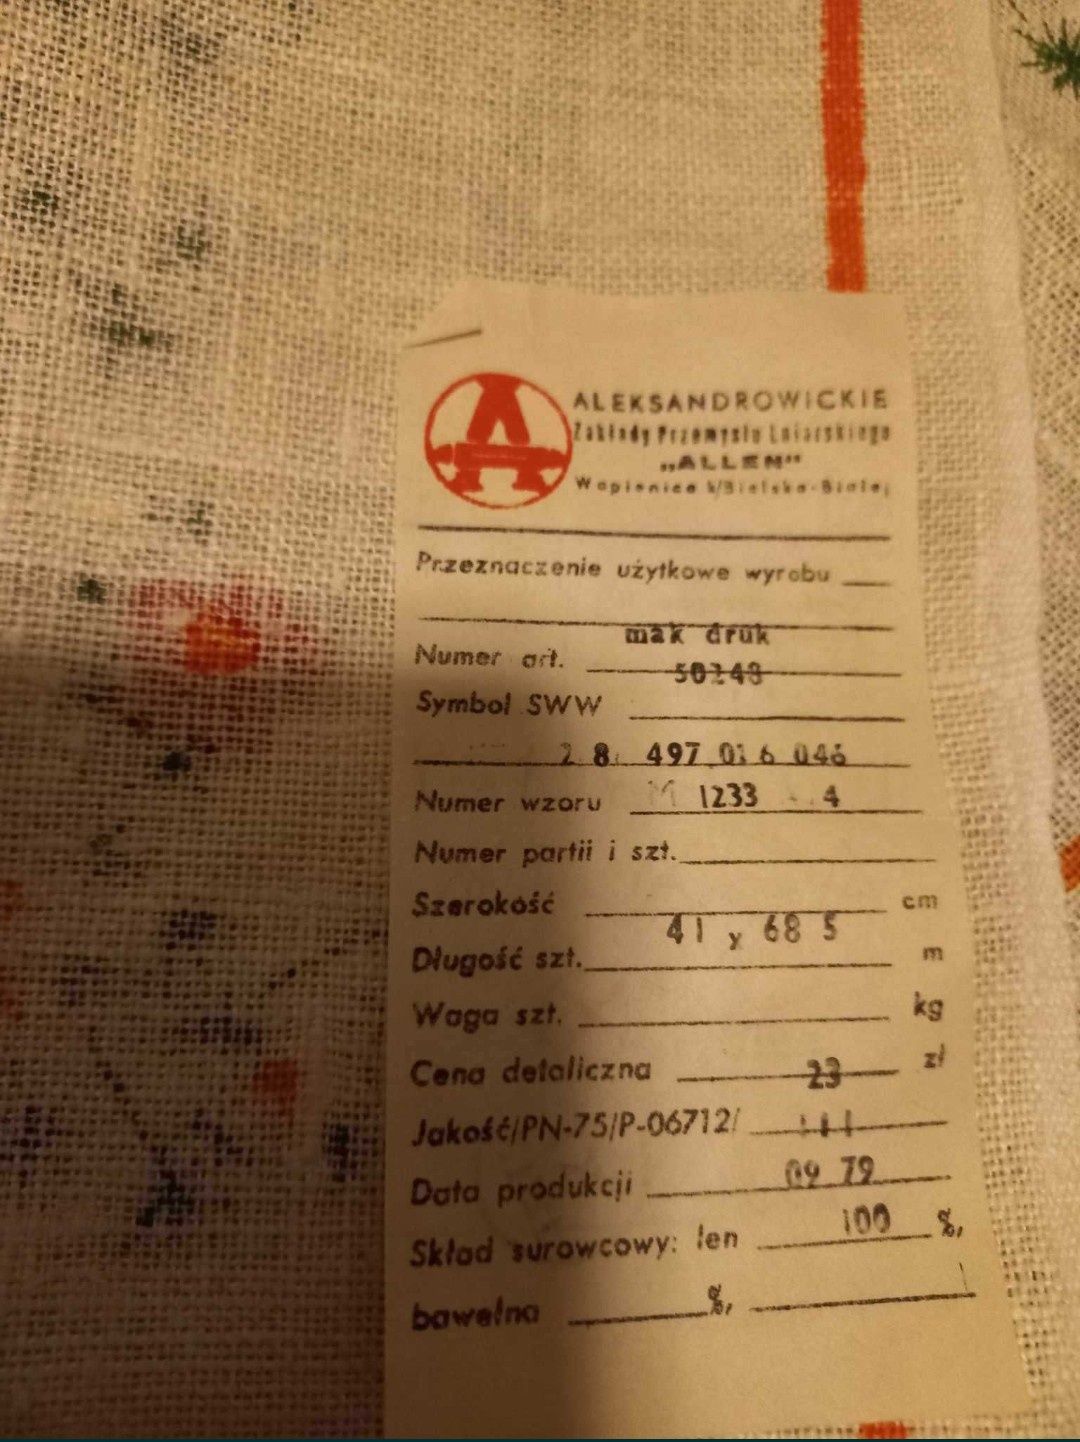 ALEKSANDROWICKIE
Zakłady Przemysłu Lniarskiego
„ALLEN"
Wapienica k/Bielska-Białej
Przeznaczenie użytkowe wyrobu
mak druk
Numer art. 50248
Symbol SWW
2 8 497 016 046
Numer wzoru M 1233 - 4
Numer partii i szt.
Szerokość cm
41 y 68 5
Długość szt. m
Waga szt. kg
Cena detaliczna 23 zł
Jakość/PN-75/P-06712/ III
Data produkcji 09 79
Skład surowcowy: len 100 %,
bawełna %,